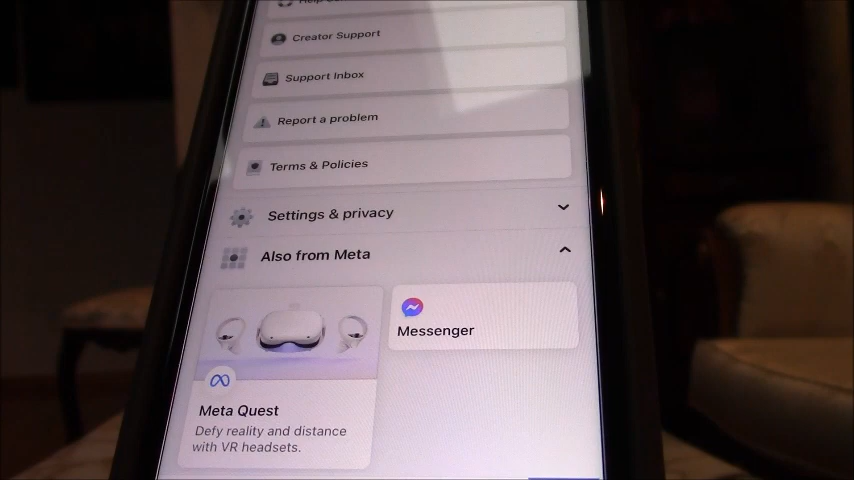 Help
Creator Support
Support Inbox
Report a problem
Terms & Policies
Settings & privacy
Also from Meta
Messenger
Meta Quest
Defy reality and distance
with VR headsets.